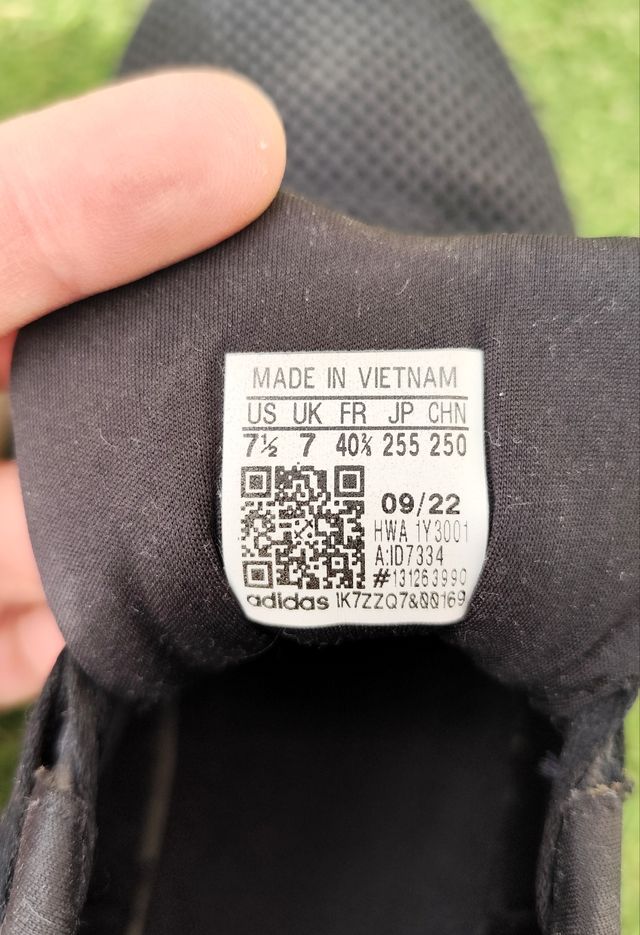 MADE IN VIETNAM
US UK FR JP CHN
7½ 7 40⅔ 255 250
09/22
HWA 1Y3001
A:ID7334
#131263990
adidas 1K7ZZQ7&00169